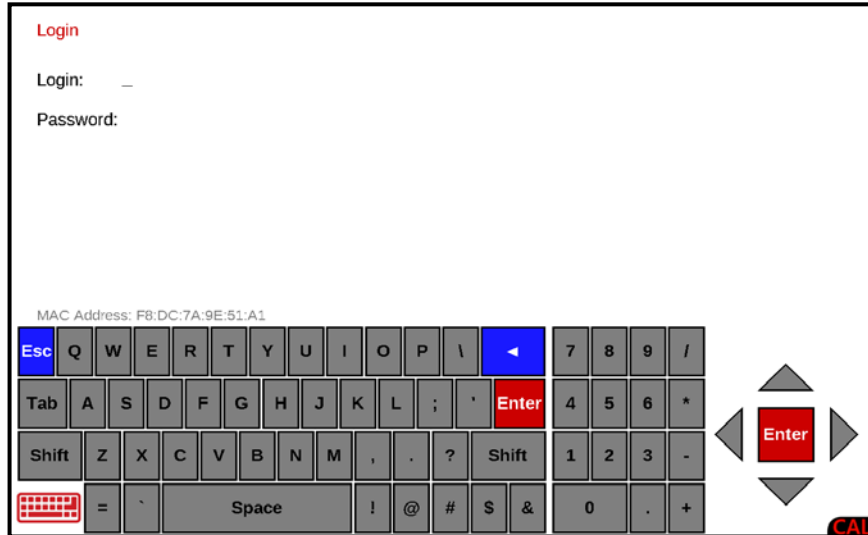 Login
Login: _
Password:
MAC Address: F8:DC:7A:9E:51:A1
Esc Q W E R T Y U I O P \ ◄ 7 8 9 /
Tab A S D F G H J K L ; ' Enter 4 5 6 *
Enter
Shift Z X C V B N M , . ? Shift 1 2 3 -
= ` Space ! @ # $ & 0 . +
CAL